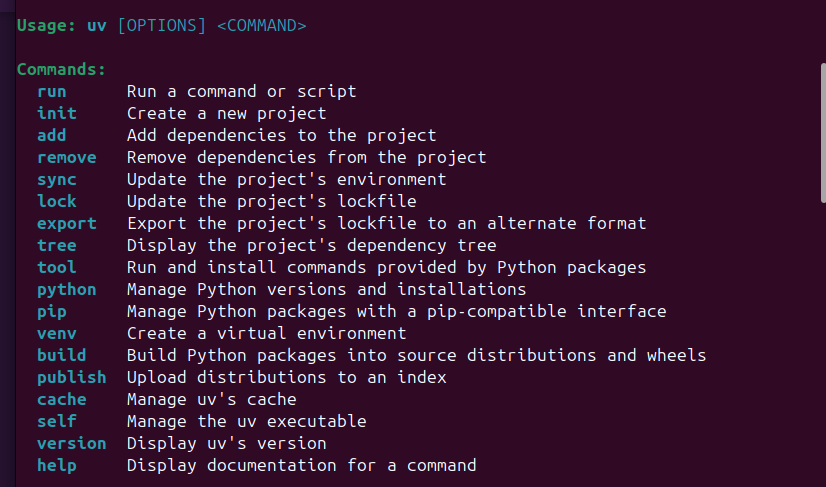 Usage: uv [OPTIONS] <COMMAND>

Commands:
  run      Run a command or script
  init     Create a new project
  add      Add dependencies to the project
  remove   Remove dependencies from the project
  sync     Update the project's environment
  lock     Update the project's lockfile
  export   Export the project's lockfile to an alternate format
  tree     Display the project's dependency tree
  tool     Run and install commands provided by Python packages
  python   Manage Python versions and installations
  pip      Manage Python packages with a pip-compatible interface
  venv     Create a virtual environment
  build    Build Python packages into source distributions and wheels
  publish  Upload distributions to an index
  cache    Manage uv's cache
  self     Manage the uv executable
  version  Display uv's version
  help     Display documentation for a command